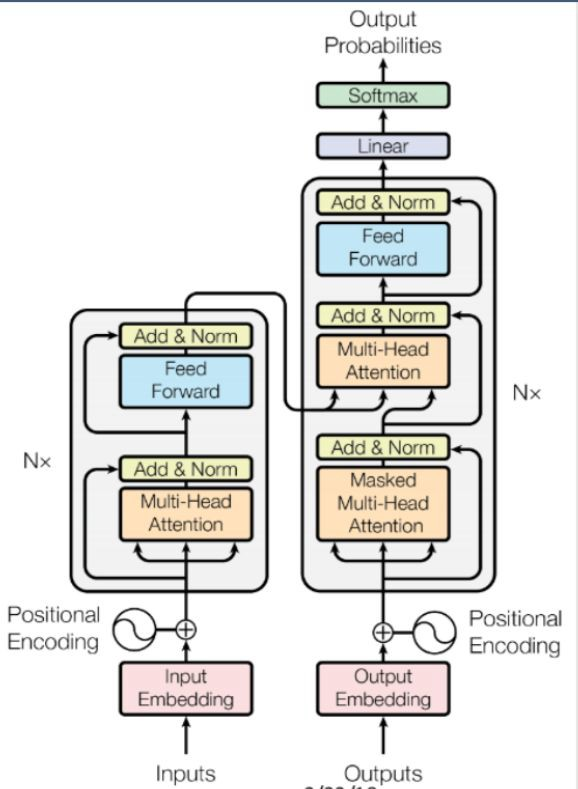 Output
Probabilities
Softmax
Linear
Add & Norm
Feed
Forward
Add & Norm
Multi-Head
Attention
Nx
Add & Norm
Masked
Multi-Head
Attention
Add & Norm
Feed
Forward
Nx
Add & Norm
Multi-Head
Attention
Positional
Encoding
Positional
Encoding
Input
Embedding
Output
Embedding
Inputs
Outputs